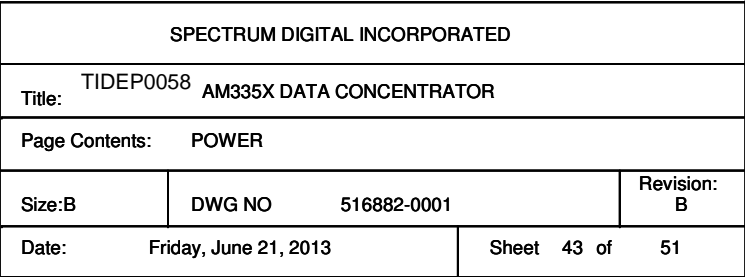 SPECTRUM DIGITAL INCORPORATED
Title: TIDEP0058 AM335X DATA CONCENTRATOR
Page Contents: POWER
Size:B DWG NO 516882-0001 Revision: B
Date: Friday, June 21, 2013 Sheet 43 of 51